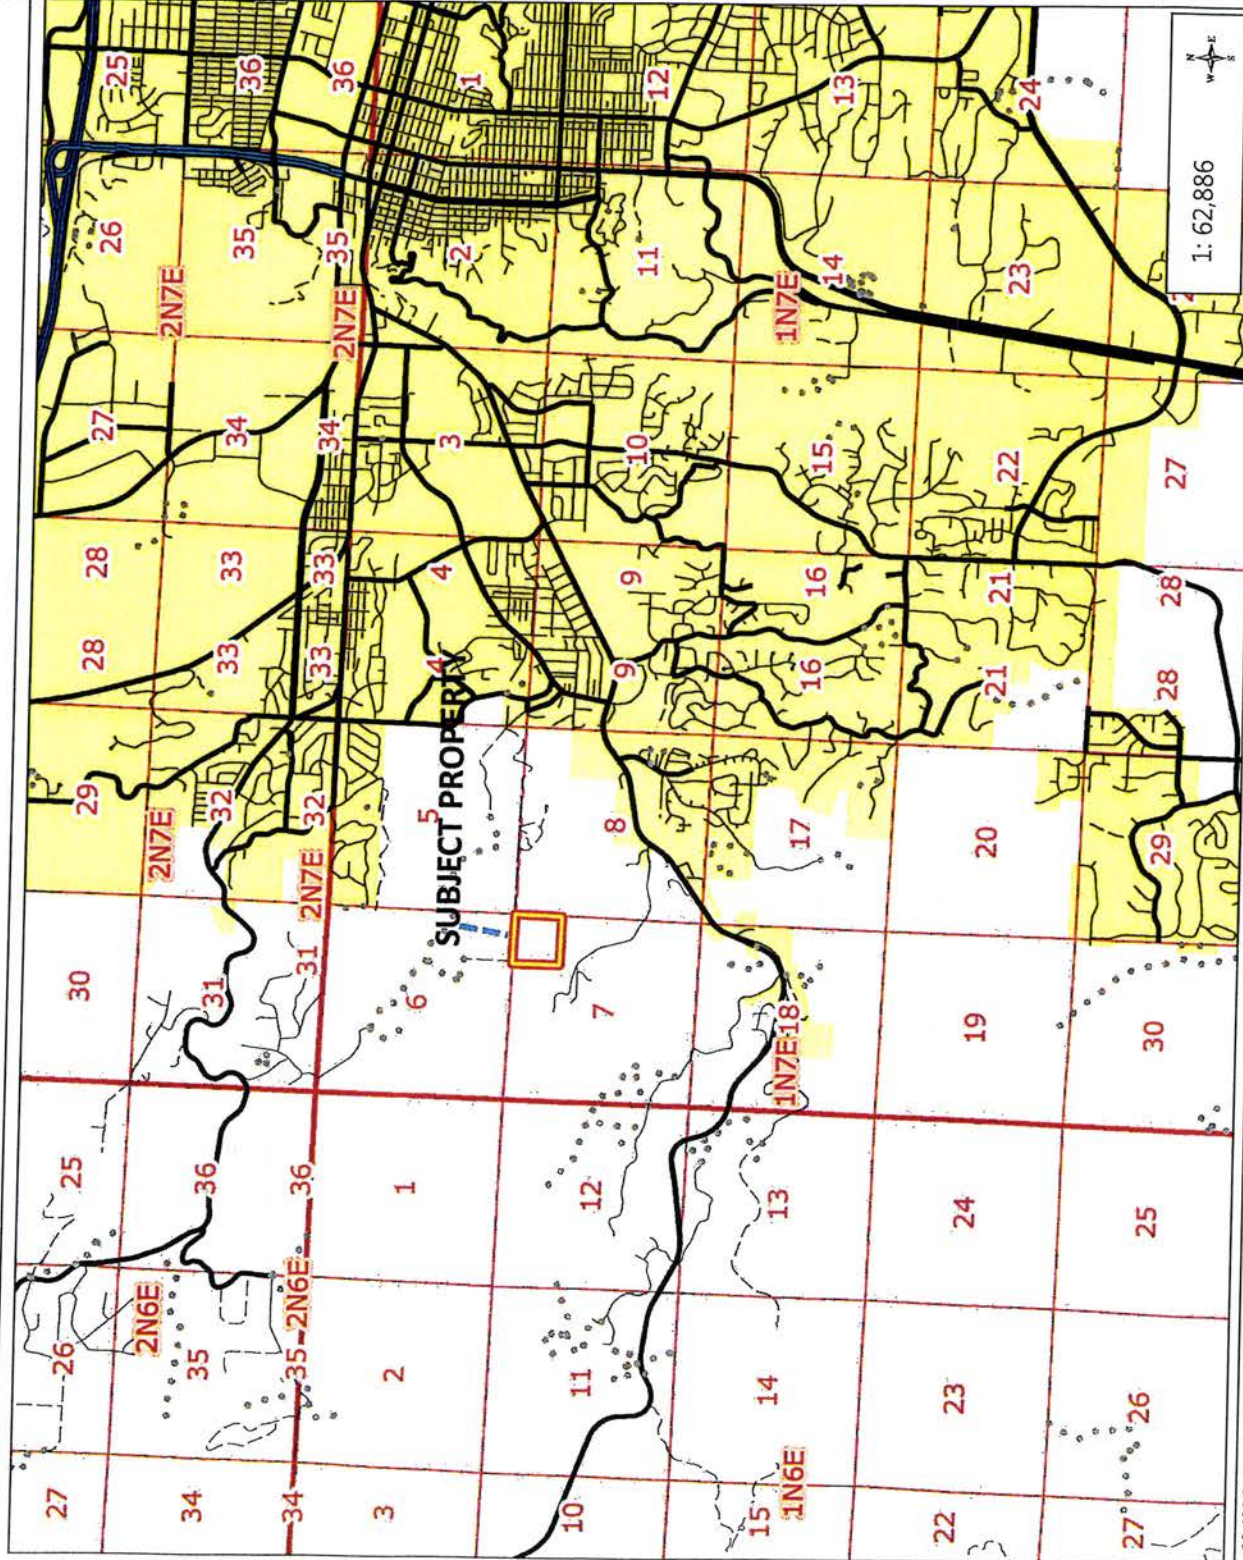 27 26 25 30 29 28 28 27 26 25
2N6E 2N7E 2N7E
34 35 36 31 32 33 33 34 35 36
34 35 2N6E 36 31 2N7E 32 33 33 34 2N7E 35 36
3 2 1 6 5 4 4 3 2 1
SUBJECT PROPERTY
10 11 12 7 8 9 9 10 11 12
15 14 13 18 17 16 16 15 14 13
1N6E 1N7E 1N7E
22 23 24 19 20 21 21 22 23 24
27 26 25 30 29 28 28 27
1: 62,886
N
W E
S